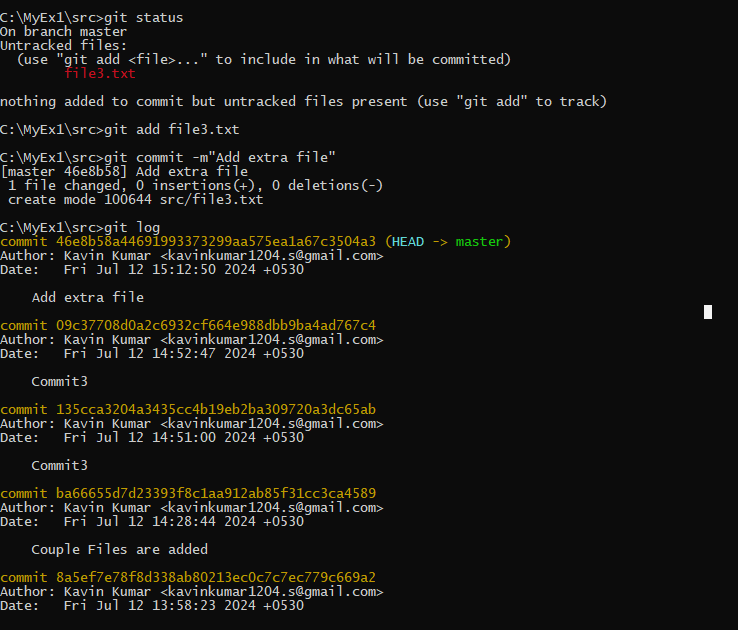 C:\MyEx1\src>git status
On branch master
Untracked files:
  (use "git add <file>..." to include in what will be committed)
        file3.txt

nothing added to commit but untracked files present (use "git add" to track)

C:\MyEx1\src>git add file3.txt

C:\MyEx1\src>git commit -m"Add extra file"
[master 46e8b58] Add extra file
 1 file changed, 0 insertions(+), 0 deletions(-)
 create mode 100644 src/file3.txt

C:\MyEx1\src>git log
commit 46e8b58a44691993373299aa575ea1a67c3504a3 (HEAD -> master)
Author: Kavin Kumar <kavinkumar1204.s@gmail.com>
Date:   Fri Jul 12 15:12:50 2024 +0530

    Add extra file

commit 09c37708d0a2c6932cf664e988dbb9ba4ad767c4
Author: Kavin Kumar <kavinkumar1204.s@gmail.com>
Date:   Fri Jul 12 14:52:47 2024 +0530

    Commit3

commit 135cca3204a3435cc4b19eb2ba309720a3dc65ab
Author: Kavin Kumar <kavinkumar1204.s@gmail.com>
Date:   Fri Jul 12 14:51:00 2024 +0530

    Commit3

commit ba66655d7d23393f8c1aa912ab85f31cc3ca4589
Author: Kavin Kumar <kavinkumar1204.s@gmail.com>
Date:   Fri Jul 12 14:28:44 2024 +0530

    Couple Files are added

commit 8a5ef7e78f8d338ab80213ec0c7c7ec779c669a2
Author: Kavin Kumar <kavinkumar1204.s@gmail.com>
Date:   Fri Jul 12 13:58:23 2024 +0530